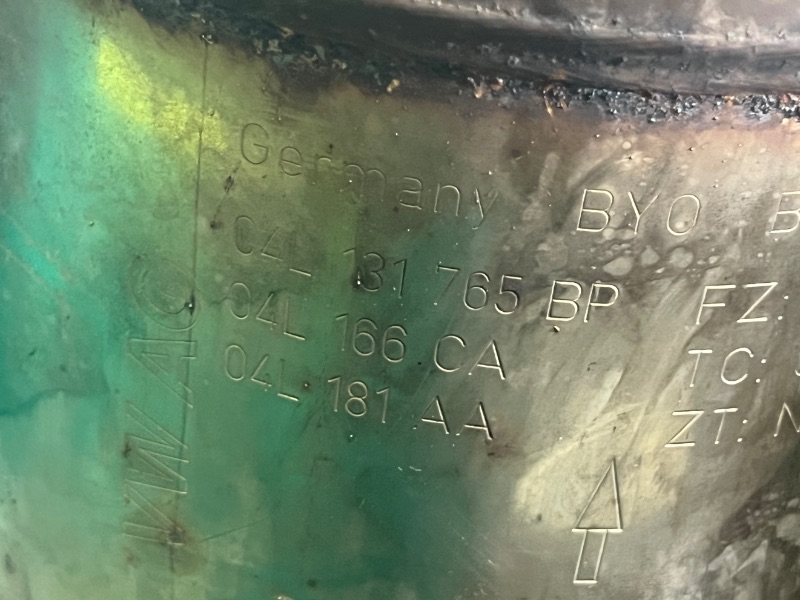 Germany BYO B
04L 131 765 BP FZ:
04L 166 CA TC:
04L 181 AA ZT: N
VW AG